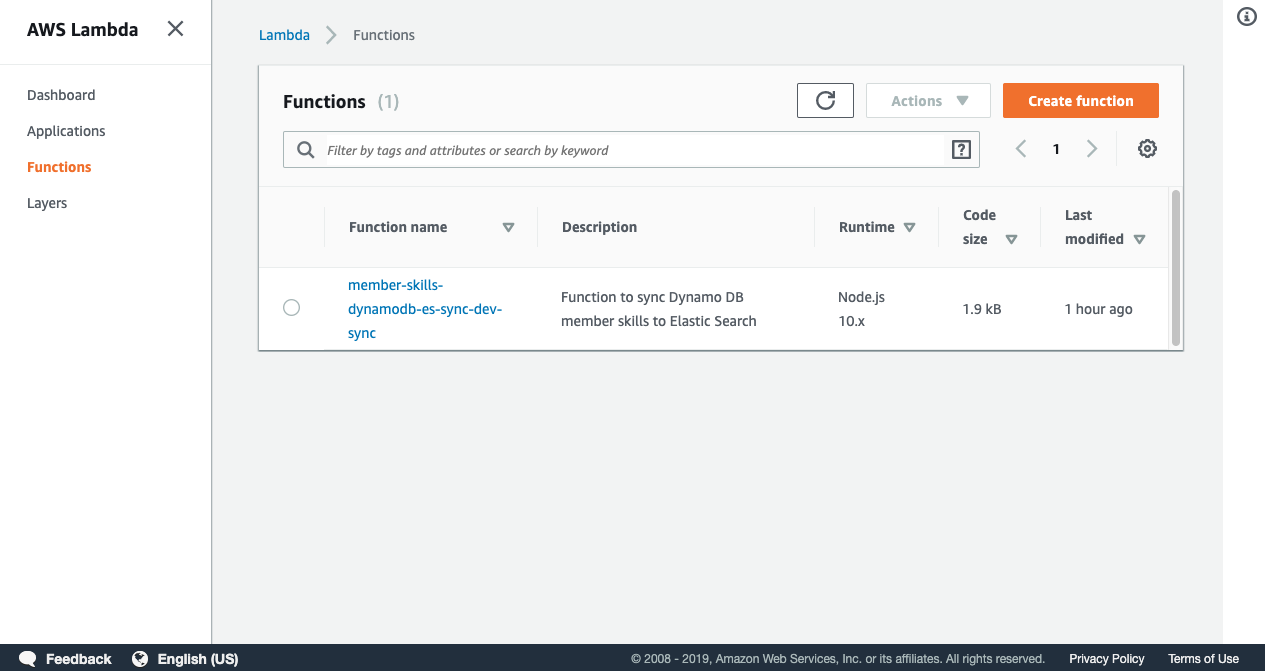 AWS Lambda
Dashboard
Applications
Functions
Layers
Lambda Functions
Functions (1)
Actions
Create function
Filter by tags and attributes or search by keyword
?
1
Function name Description Runtime Code size Last modified
member-skills-
dynamodb-es-sync-dev-
sync
Function to sync Dynamo DB
member skills to Elastic Search
Node.js
10.x
1.9 kB
1 hour ago
Feedback English (US) © 2008 - 2019, Amazon Web Services, Inc. or its affiliates. All rights reserved. Privacy Policy Terms of Use